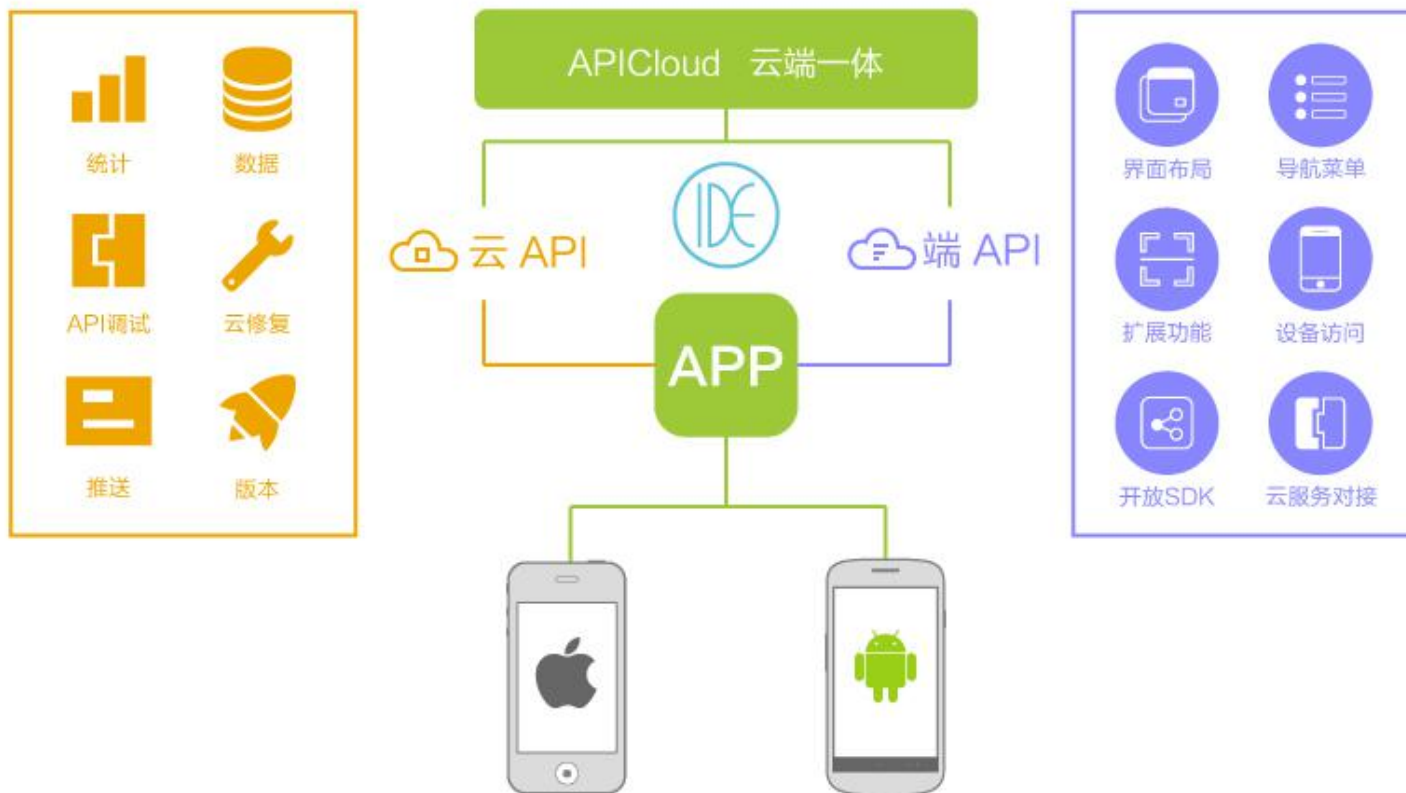 APICloud 云端一体
统计
数据
API调试
云修复
推送
版本
云 API
IDE
端 API
APP
界面布局
导航菜单
扩展功能
设备访问
开放SDK
云服务对接